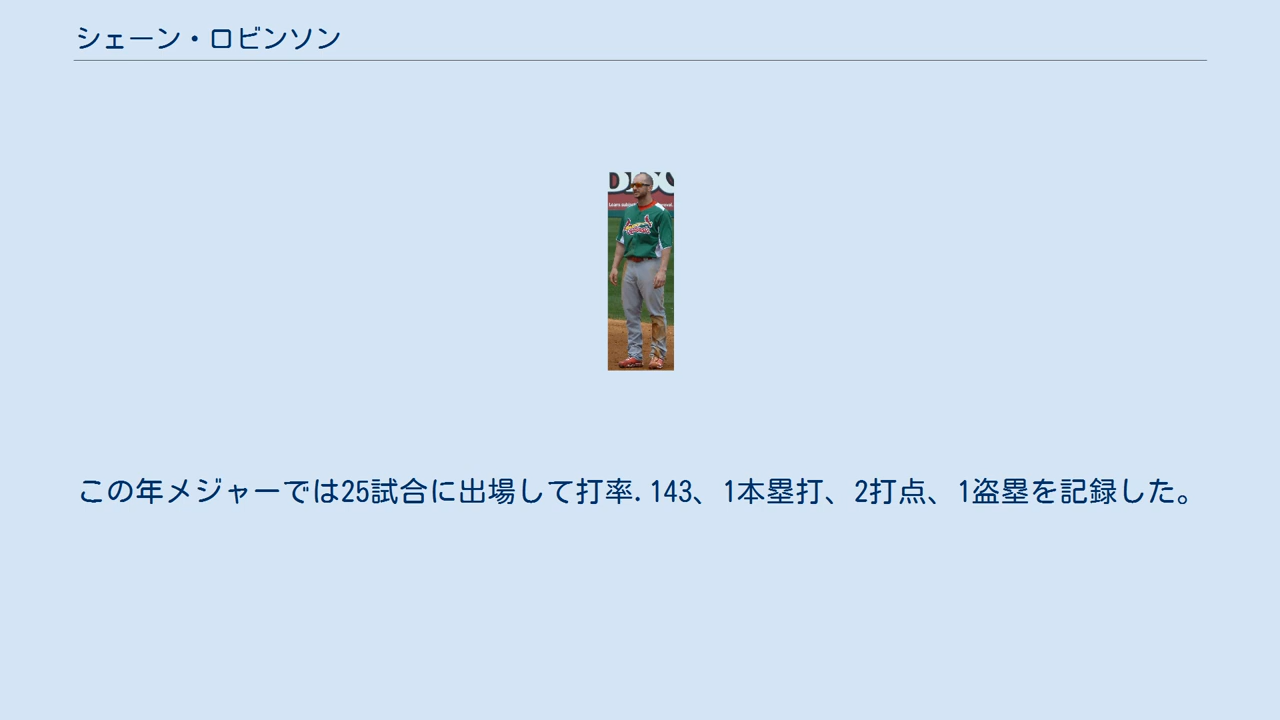 シェーン・ロビンソン
この年メジャーでは25試合に出場して打率.143、1本塁打、2打点、1盗塁を記録した。